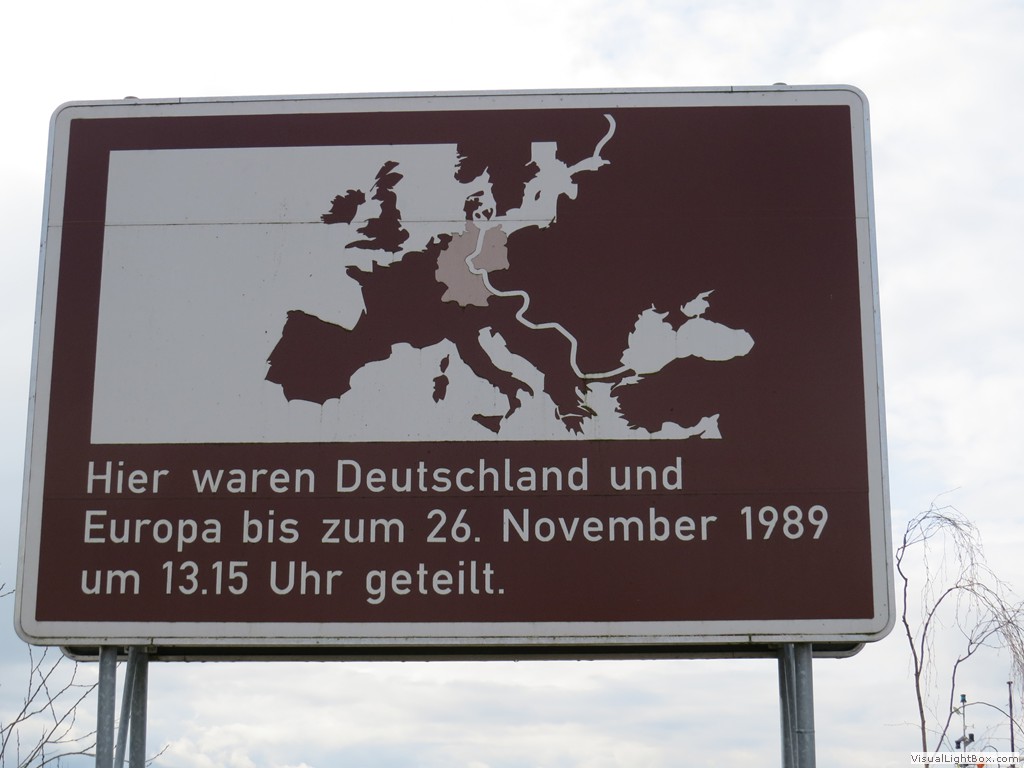 Hier waren Deutschland und
Europa bis zum 26. November 1989
um 13.15 Uhr geteilt.
VisualLightBox.com